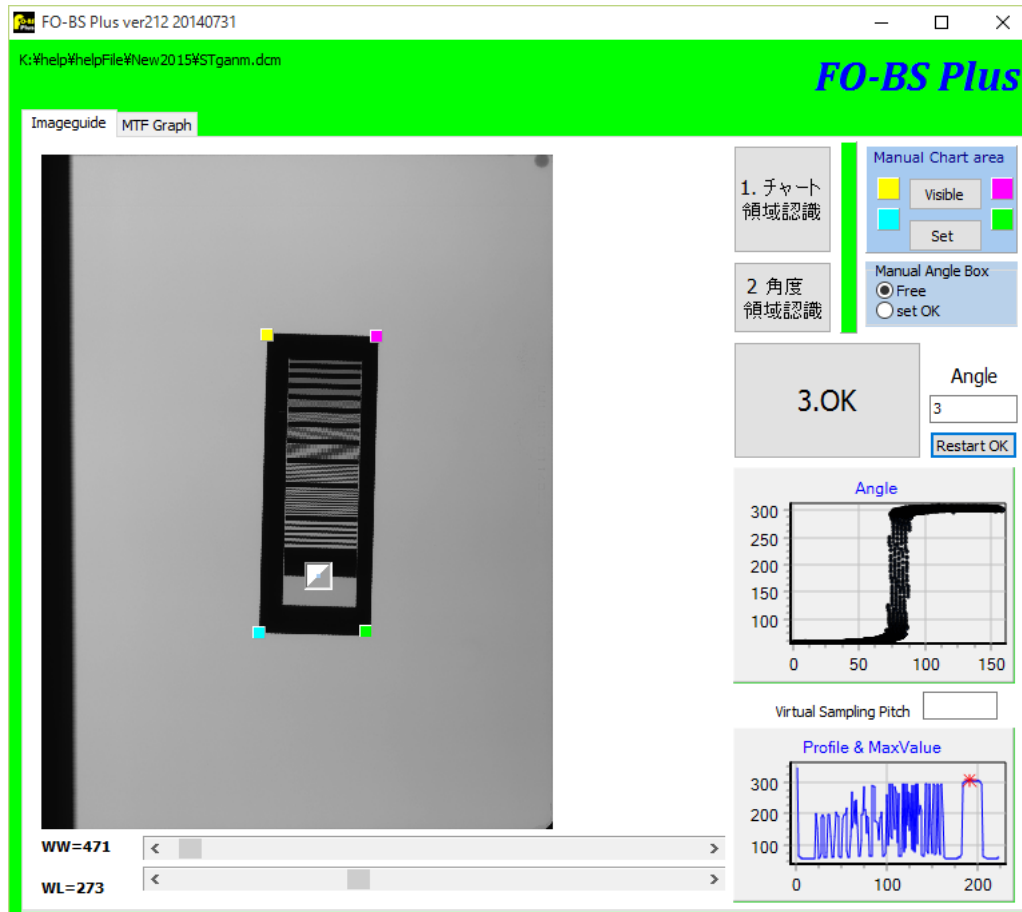 FO-BS Plus ver212 20140731
K:¥help¥helpFile¥New2015¥STganm.dcm
FO-BS Plus
Imageguide
MTF Graph
1. チャート
領域認識
2 角度
領域認識
Manual Chart area
Visible
Set
Manual Angle Box
Free
set OK
3.OK
Angle
3
Restart OK
Angle
300
250
200
150
100
0 50 100 150
Virtual Sampling Pitch
Profile & MaxValue
300
200
100
0 100 200
WW=471
WL=273